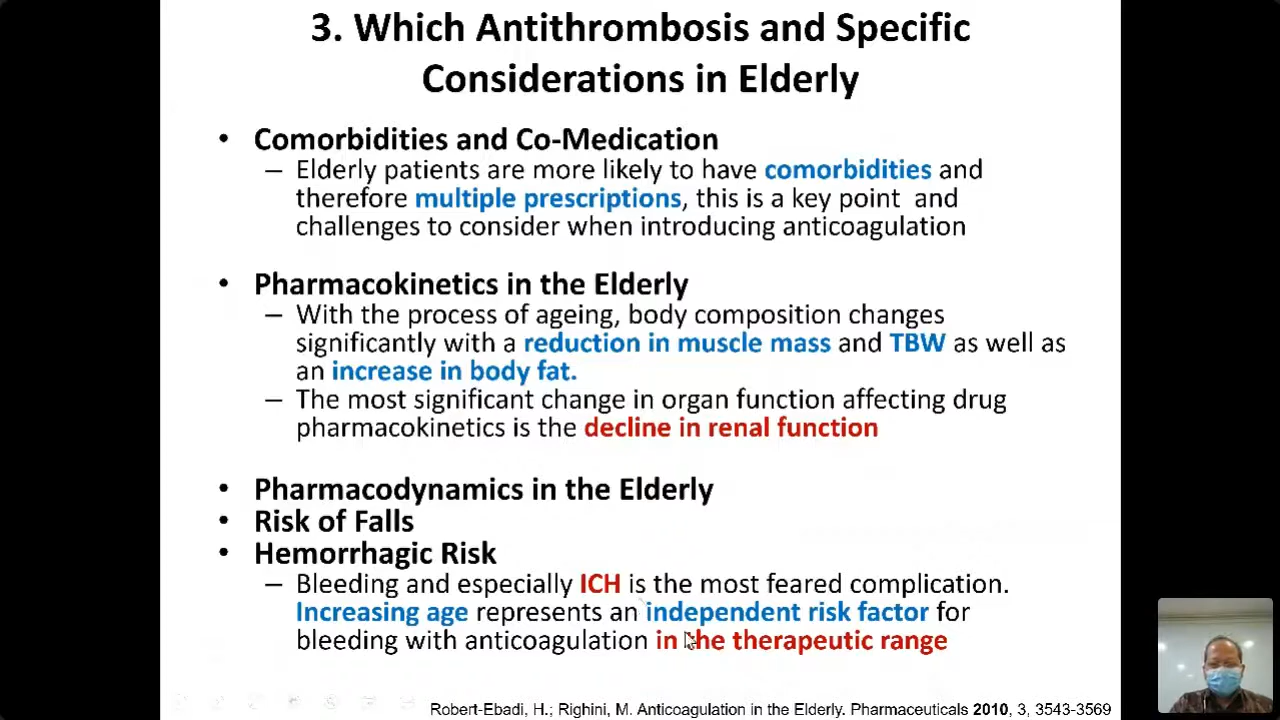 3. Which Antithrombosis and Specific
Considerations in Elderly
• Comorbidities and Co-Medication
– Elderly patients are more likely to have comorbidities and
therefore multiple prescriptions, this is a key point and
challenges to consider when introducing anticoagulation
• Pharmacokinetics in the Elderly
– With the process of ageing, body composition changes
significantly with a reduction in muscle mass and TBW as well as
an increase in body fat.
– The most significant change in organ function affecting drug
pharmacokinetics is the decline in renal function
• Pharmacodynamics in the Elderly
• Risk of Falls
• Hemorrhagic Risk
– Bleeding and especially ICH is the most feared complication.
Increasing age represents an independent risk factor for
bleeding with anticoagulation in the therapeutic range
Robert-Ebadi, H.; Righini, M. Anticoagulation in the Elderly. Pharmaceuticals 2010, 3, 3543-3569